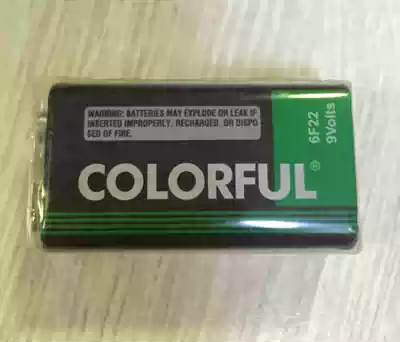 WARNING: BATTERIES MAY EXPLODE OR LEAK IF
INSERTED IMPROPERLY, RECHARGED, OR DISPO
SED OF FIRE.
COLORFUL®
6F22
9Volts